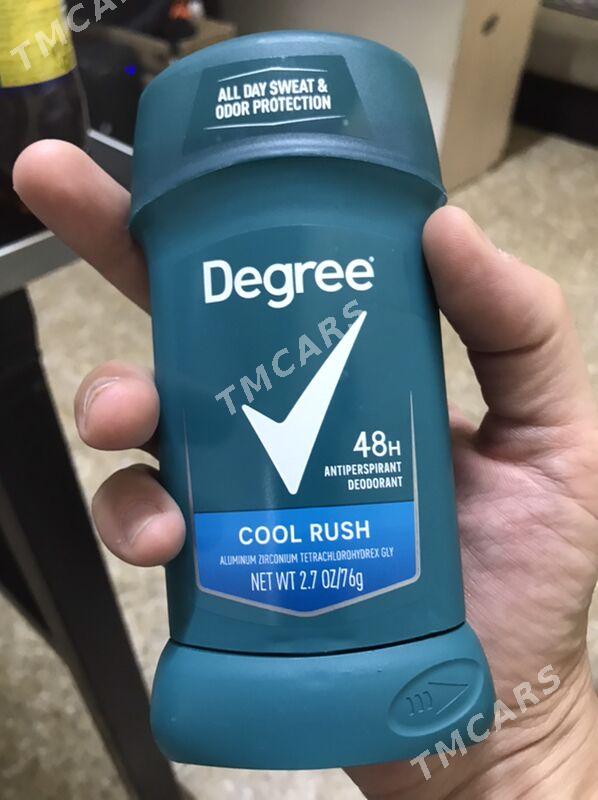 TMCARS
ALL DAY SWEAT &
ODOR PROTECTION
Degree®
TMCARS
48H
ANTIPERSPIRANT
DEODORANT
COOL RUSH
ALUMINUM ZIRCONIUM TETRACHLOROHYDREX GLY
NET WT 2.7 OZ/76g
TMCARS